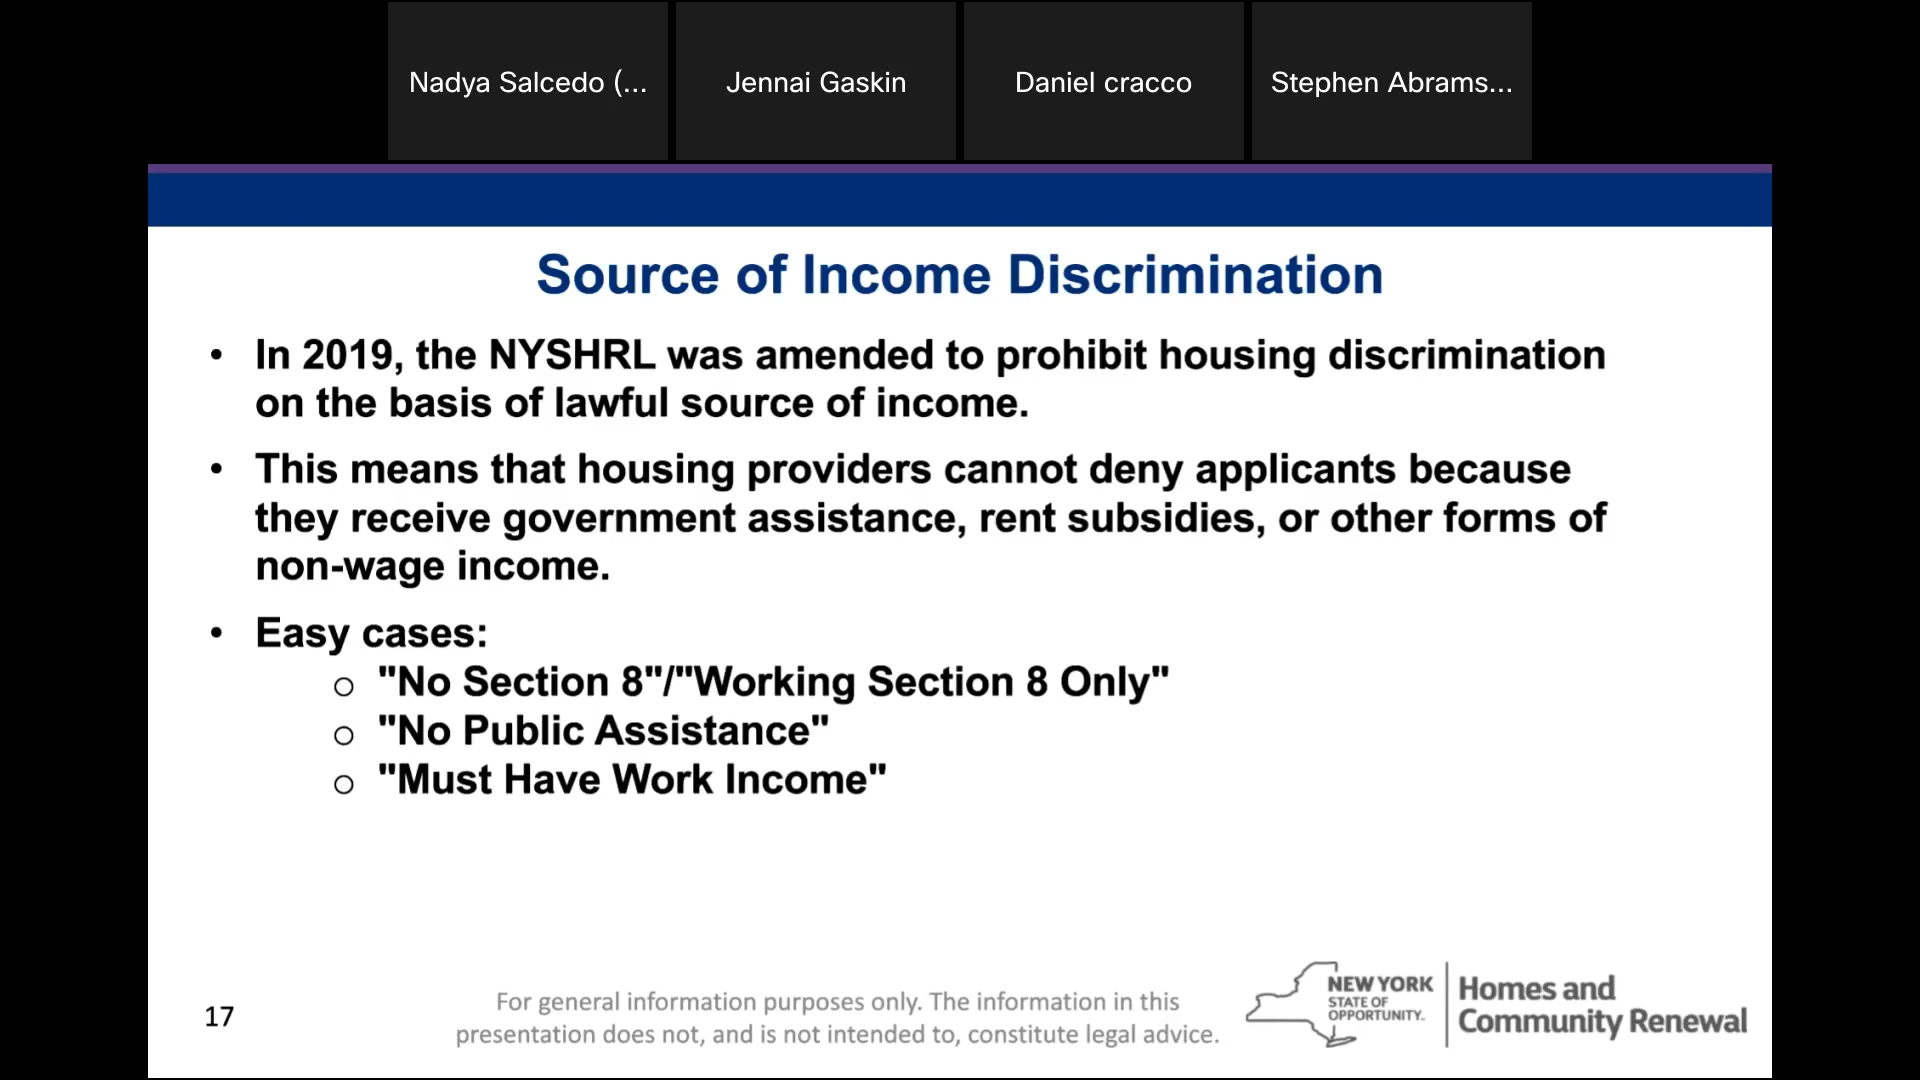 Nadya Salcedo (...
Jennai Gaskin
Daniel cracco
Stephen Abrams...
Source of Income Discrimination
• In 2019, the NYSHRL was amended to prohibit housing discrimination
on the basis of lawful source of income.
• This means that housing providers cannot deny applicants because
they receive government assistance, rent subsidies, or other forms of
non-wage income.
• Easy cases:
o "No Section 8"/"Working Section 8 Only"
o "No Public Assistance"
o "Must Have Work Income"
17
For general information purposes only. The information in this
presentation does not, and is not intended to, constitute legal advice.
NEW YORK
STATE OF
OPPORTUNITY.
Homes and
Community Renewal